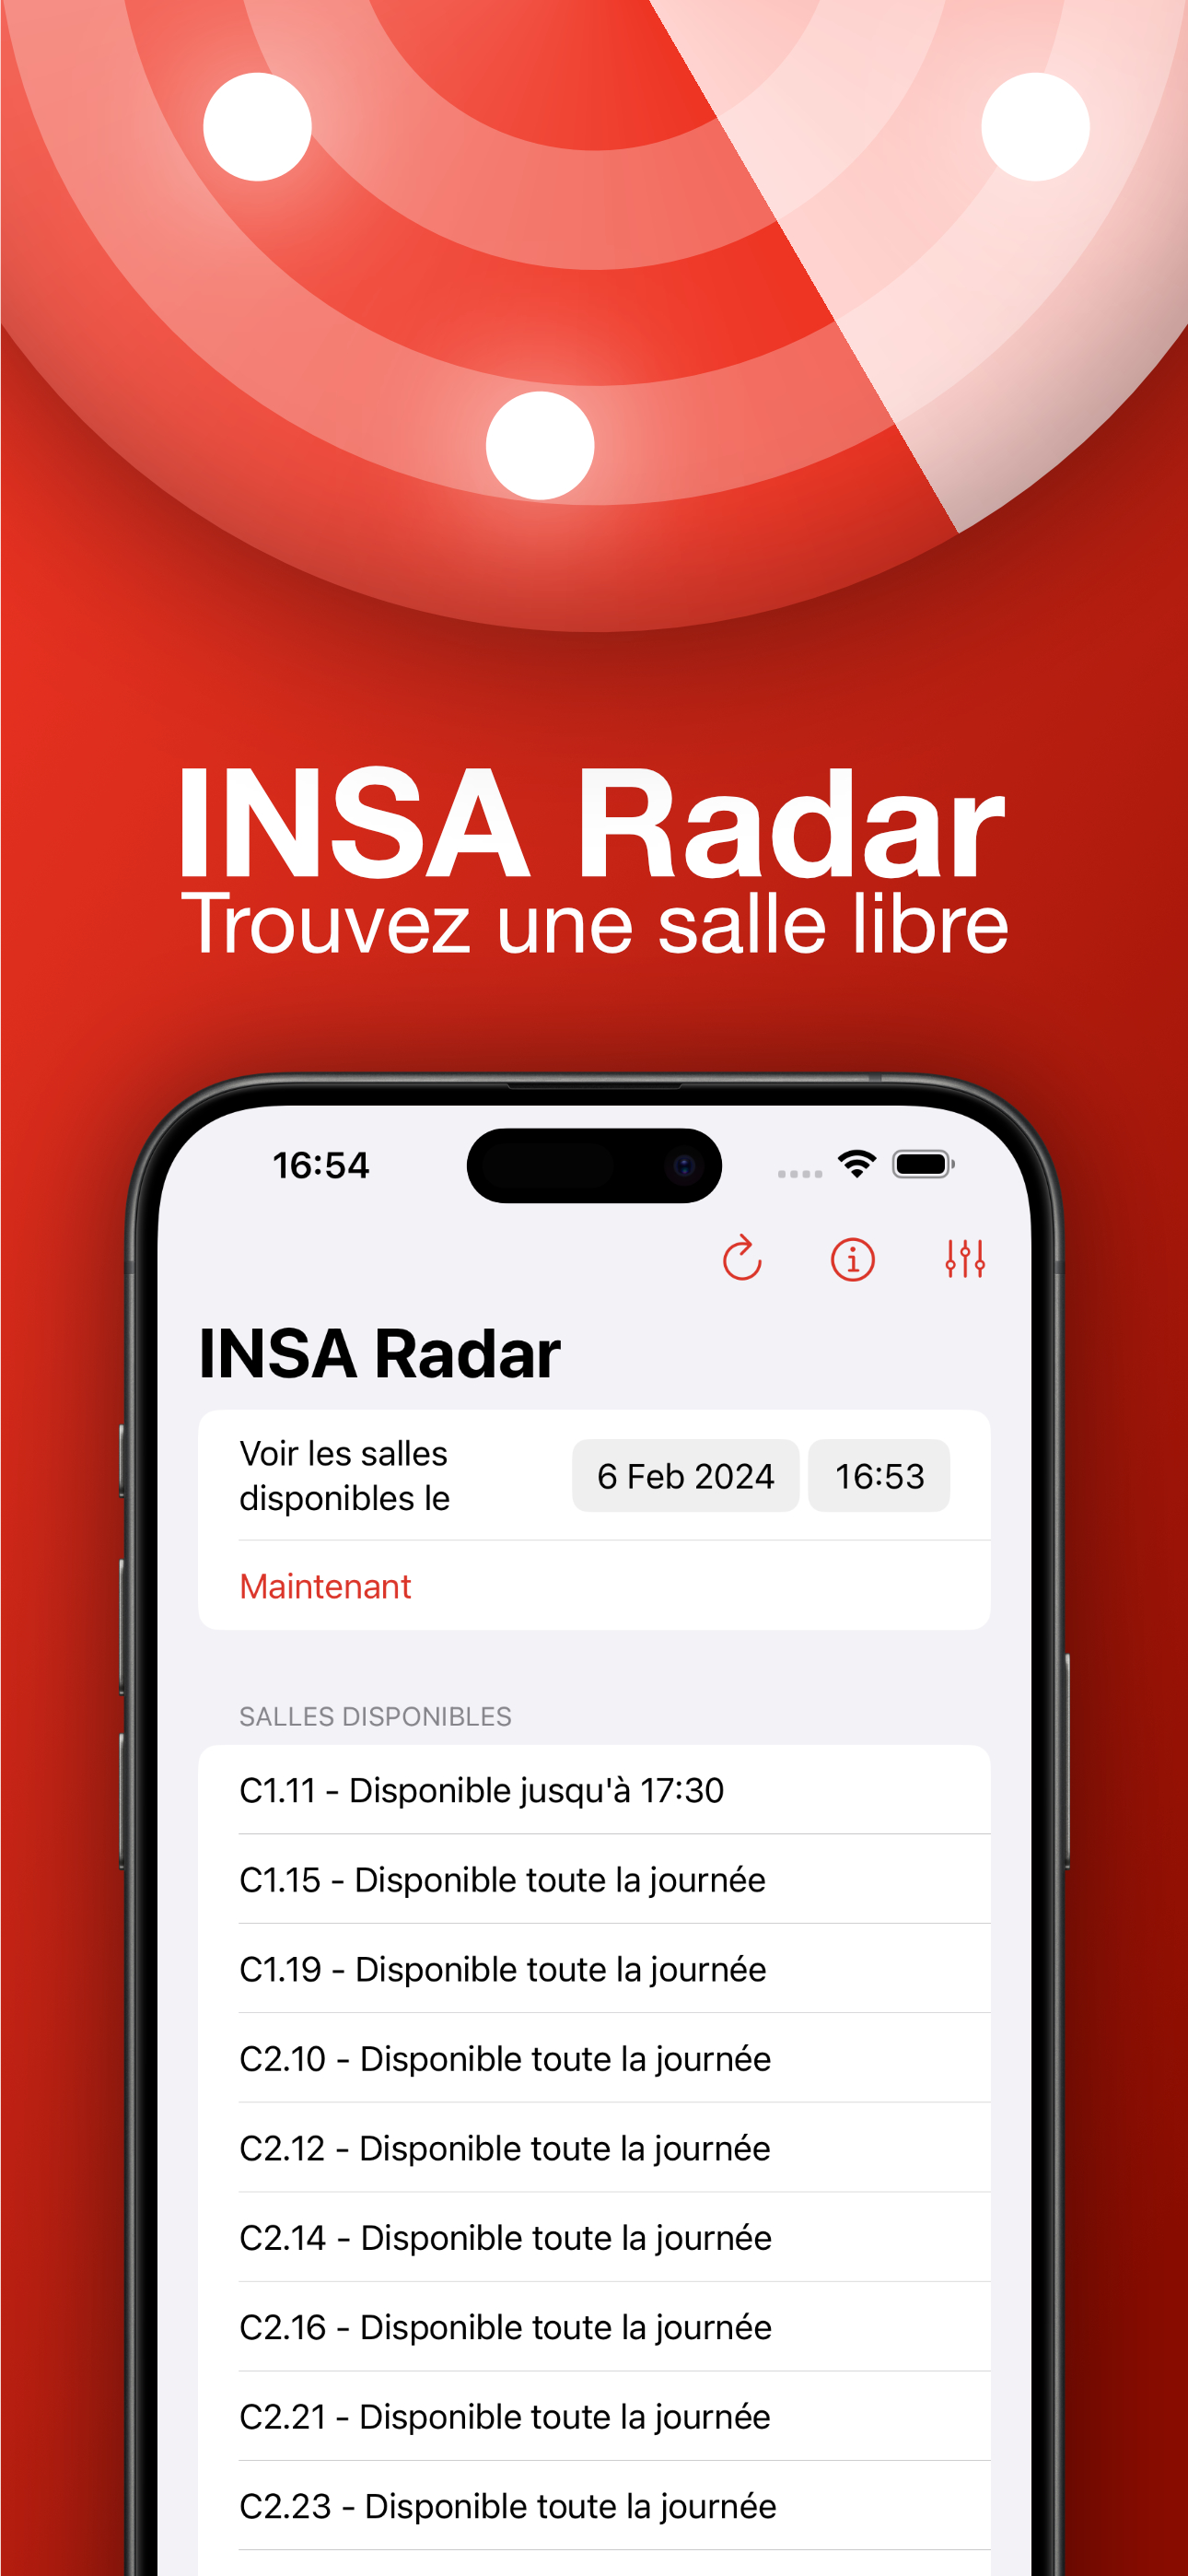 INSA Radar
Trouvez une salle libre
16:54
INSA Radar
Voir les salles
disponibles le
6 Feb 2024
16:53
Maintenant
SALLES DISPONIBLES
C1.11 - Disponible jusqu'à 17:30
C1.15 - Disponible toute la journée
C1.19 - Disponible toute la journée
C2.10 - Disponible toute la journée
C2.12 - Disponible toute la journée
C2.14 - Disponible toute la journée
C2.16 - Disponible toute la journée
C2.21 - Disponible toute la journée
C2.23 - Disponible toute la journée